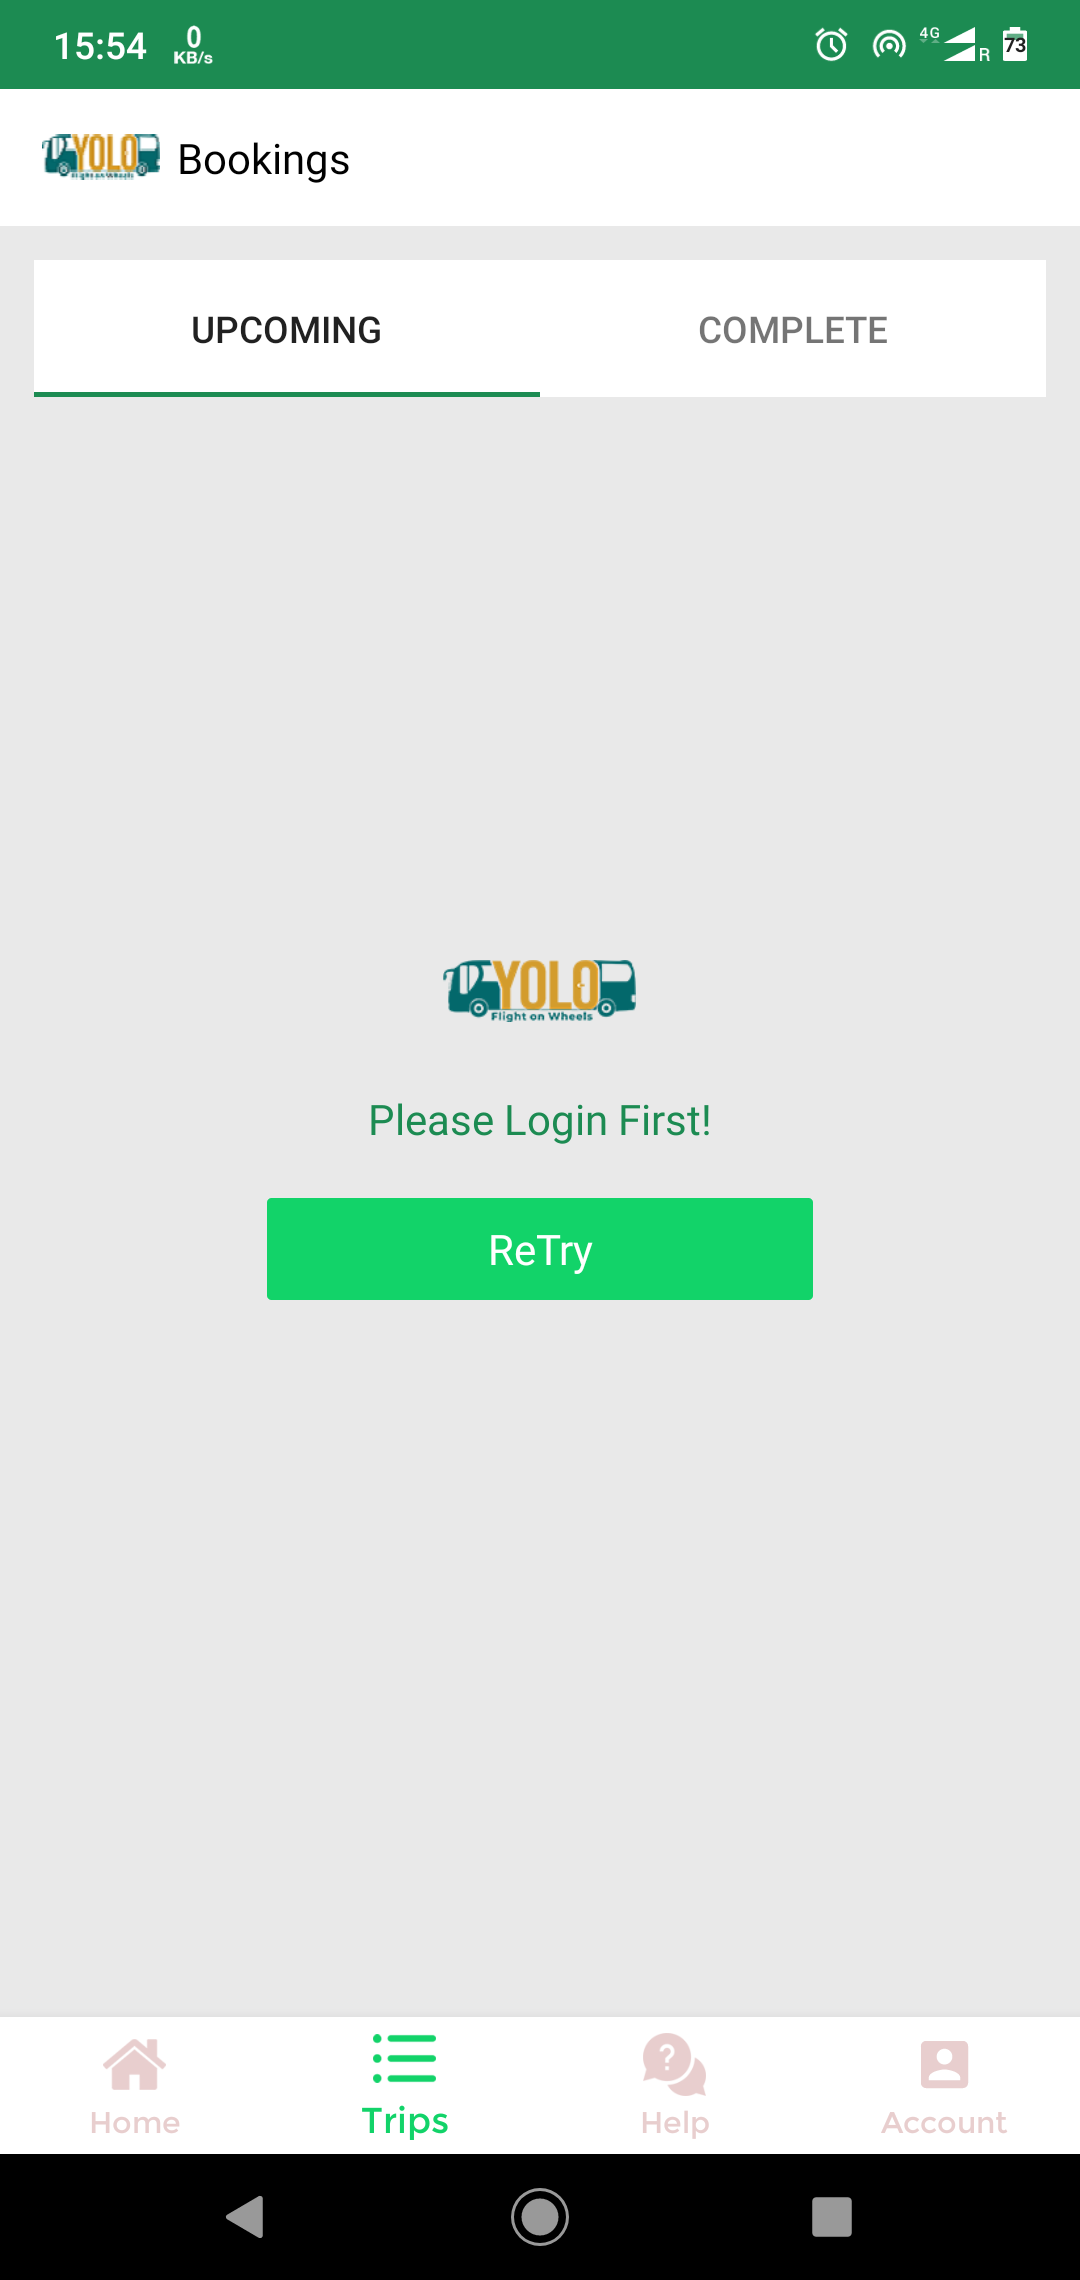 15:54
0
KB/s
4G
R
73
YOLO
Flight on Wheels
Bookings
UPCOMING
COMPLETE
YOLO
Flight on Wheels
Please Login First!
ReTry
Home
Trips
Help
Account